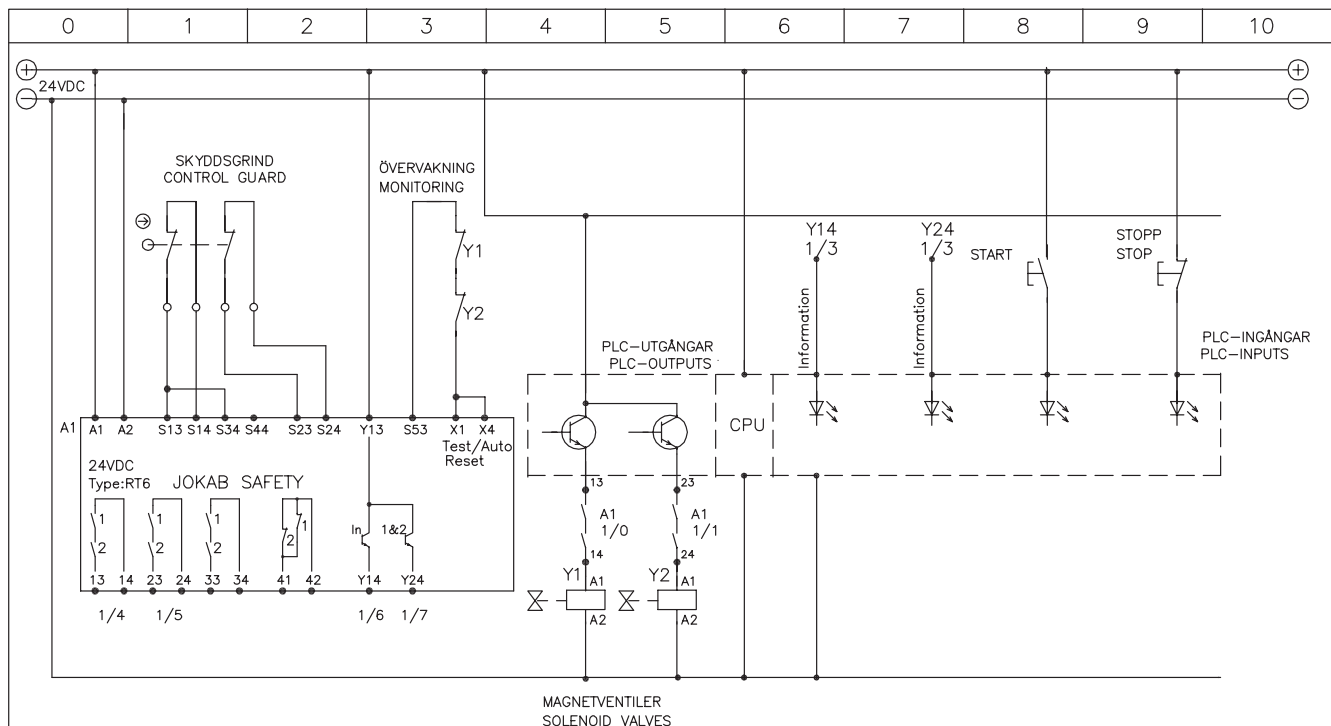 0 1 2 3 4 5 6 7 8 9 10
+ +
24VDC
− −
SKYDDSGRIND
CONTROL GUARD
ÖVERVAKNING
MONITORING
Y1
Y2
Y14
1/3
Y24
1/3
START
STOPP
STOP
Information
Information
PLC-UTGÅNGAR
PLC-OUTPUTS
PLC-INGÅNGAR
PLC-INPUTS
CPU
A1 A1 A2 S13 S14 S34 S44 S23 S24 Y13 S53 X1 X4
Test/Auto
Reset
24VDC
Type:RT6 JOKAB SAFETY
1 1 1 1
2 2 2 2
In 1&2
13 14 23 24 33 34 41 42 Y14 Y24
1/4 1/5 1/6 1/7
13 23
A1
1/0
A1
1/1
14 24
Y1 A1 Y2 A1
A2 A2
MAGNETVENTILER
SOLENOID VALVES